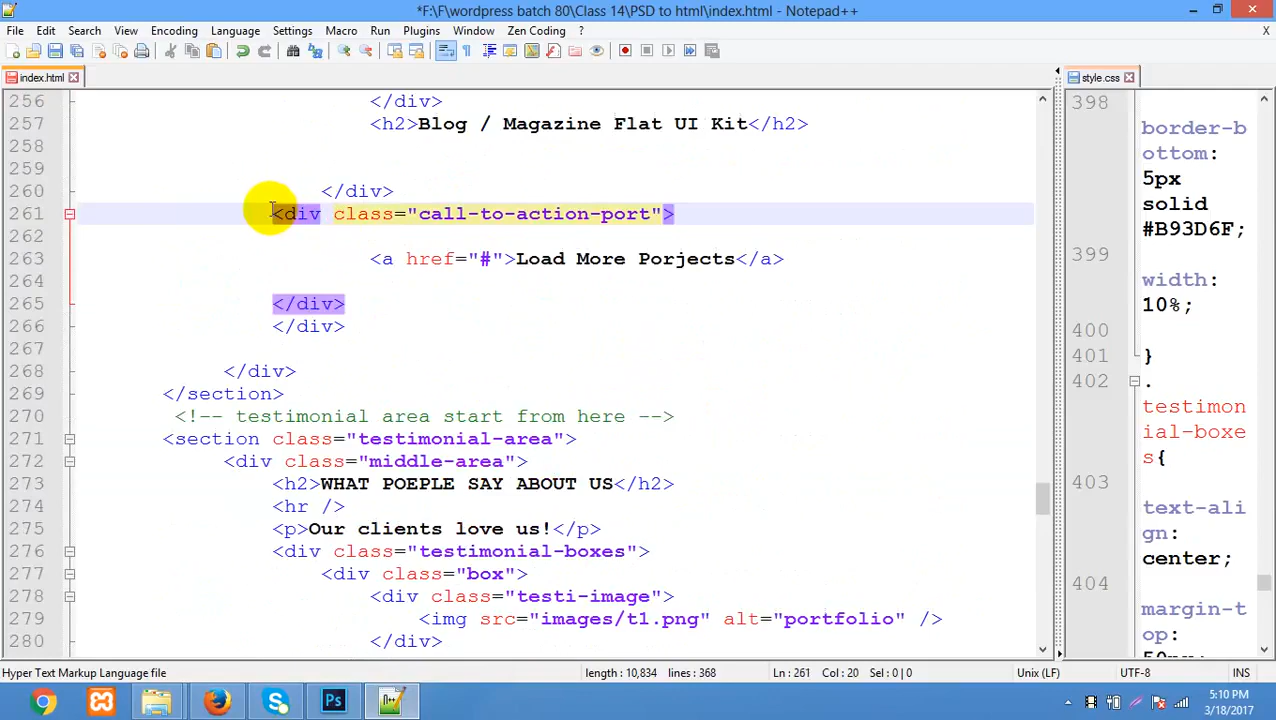 *F:\F\wordpress batch 80\Class 14\PSD to html\index.html - Notepad++
File Edit Search View Encoding Language Settings Macro Run Plugins Window Zen Coding ? X
index.html
style.css
256 </div>
257 <h2>Blog / Magazine Flat UI Kit</h2>
258
259
260 </div>
261 <div class="call-to-action-port">
262
263 <a href="#">Load More Porjects</a>
264
265 </div>
266 </div>
267
268 </div>
269 </section>
270 <!-- testimonial area start from here -->
271 <section class="testimonial-area">
272 <div class="middle-area">
273 <h2>WHAT POEPLE SAY ABOUT US</h2>
274 <hr />
275 <p>Our clients love us!</p>
276 <div class="testimonial-boxes">
277 <div class="box">
278 <div class="testi-image">
279 <img src="images/t1.png" alt="portfolio" />
280 </div>
398
border-b
ottom:
5px
solid
#B93D6F;
399
width:
10%;
400
401 }
402 .
testimon
ial-boxe
s{
403
text-ali
gn:
center;
404
margin-t
op:
50px;
Hyper Text Markup Language file length : 10,834 lines : 368 Ln : 261 Col : 20 Sel : 0 | 0 Unix (LF) UTF-8 INS
Ps
5:10 PM
3/18/2017